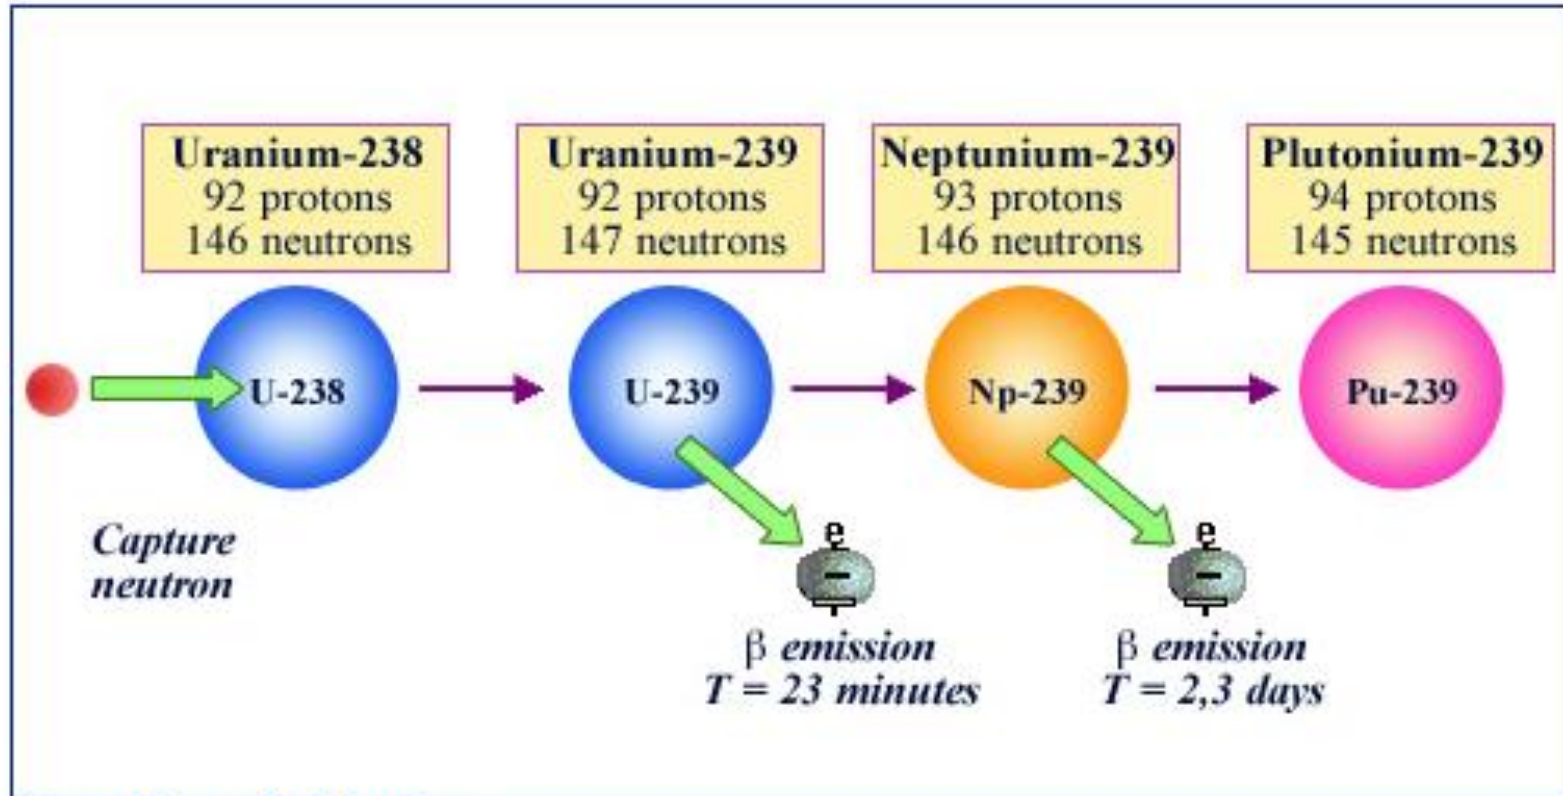 Uranium-238
92 protons
146 neutrons
Uranium-239
92 protons
147 neutrons
Neptunium-239
93 protons
146 neutrons
Plutonium-239
94 protons
145 neutrons
U-238
U-239
Np-239
Pu-239
Capture
neutron
e
−
β emission
T = 23 minutes
e
−
β emission
T = 2,3 days